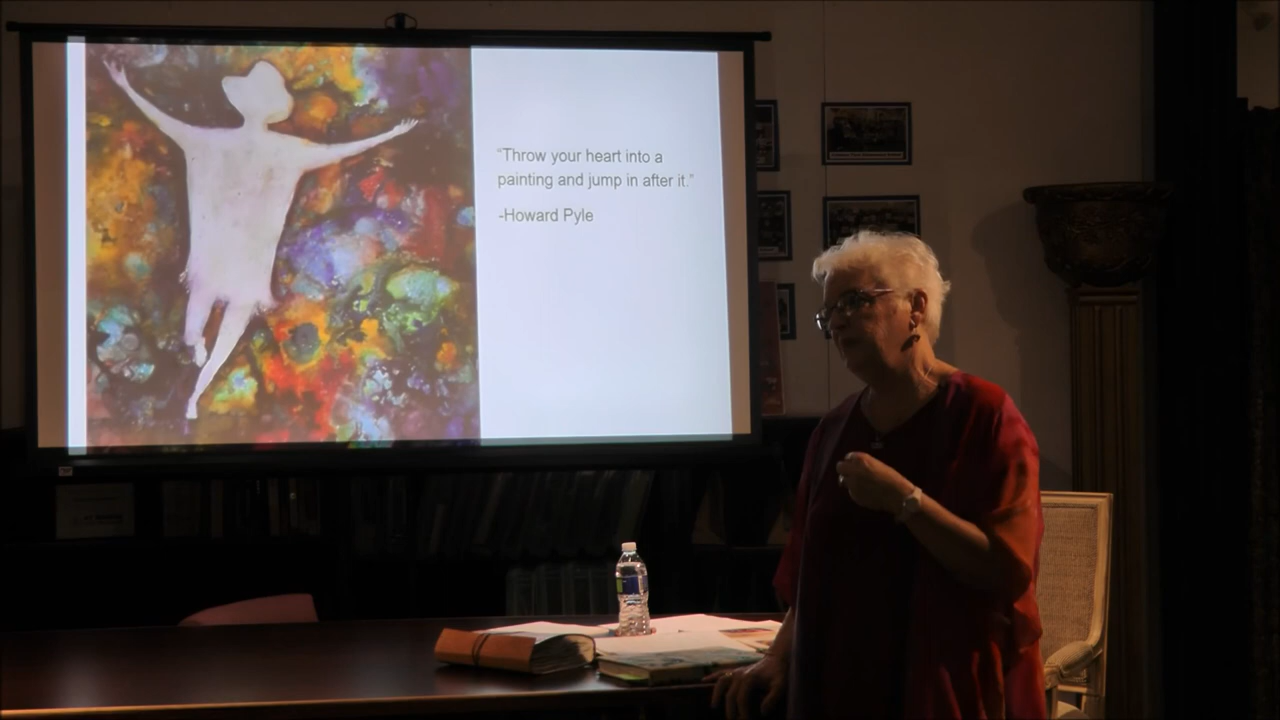 “Throw your heart into a
painting and jump in after it.”
-Howard Pyle